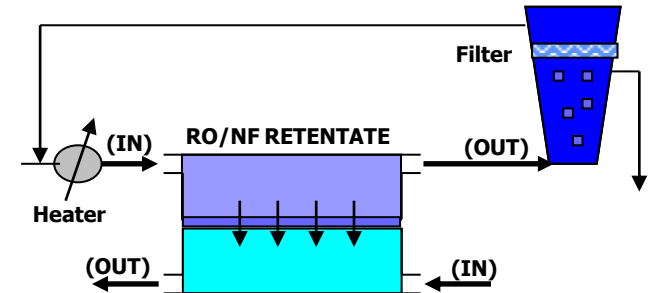 Filter
(IN)
RO/NF RETENTATE
(OUT)
Heater
(OUT)
(IN)